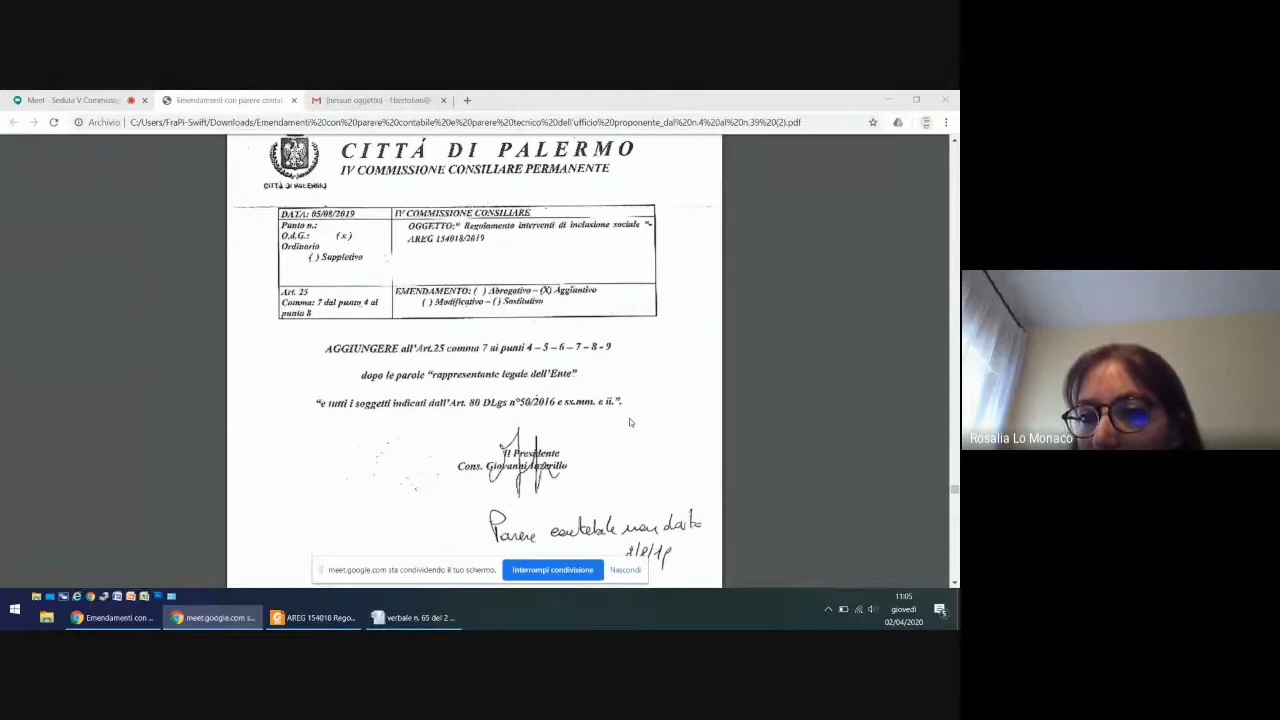 Meet - Seduta V Commissi
Emendamenti con parere contab
(nessun oggetto) - f.bertolino@
Archivio
C:/Users/FraPi-Swift/Downloads/Emendamenti%20con%20parere%20contabile%20e%20parere%20tecnico%20dell'ufficio%20proponente_dal%20n.4%20al%20n.39%20(2).pdf
CITTÁ DI PALERMO
IV COMMISSIONE CONSILIARE PERMANENTE
CITTÀ DI PALERMO
DATA: 05/08/2019
IV COMMISSIONE CONSILIARE
Punto n.:
O.d.G.: ( x )
Ordinario
( ) Suppletivo
OGGETTO:“ Regolamento interventi di inclusione sociale “-
AREG 154018/2019
Art. 25
Comma: 7 dal punto 4 al
punto 8
EMENDAMENTO: ( ) Abrogativo – (X) Aggiuntivo
( ) Modificativo – ( ) Sostitutivo
AGGIUNGERE all'Art.25 comma 7 ai punti 4 – 5 – 6 – 7 – 8 - 9
dopo le parole “rappresentante legale dell'Ente”
“e tutti i soggetti indicati dall'Art. 80 DLgs n°50/2016 e ss.mm. e ii.”.
Il Presidente
Cons. Giovanni Inzerillo
Parere contabile non dovuto
meet.google.com sta condividendo il tuo schermo.
Interrompi condivisione
Nascondi
Rosalia Lo Monaco
Emendamenti con ...
meet.google.com s...
AREG 154018 Rego...
verbale n. 65 del 2 ...
11:05
giovedì
02/04/2020
5